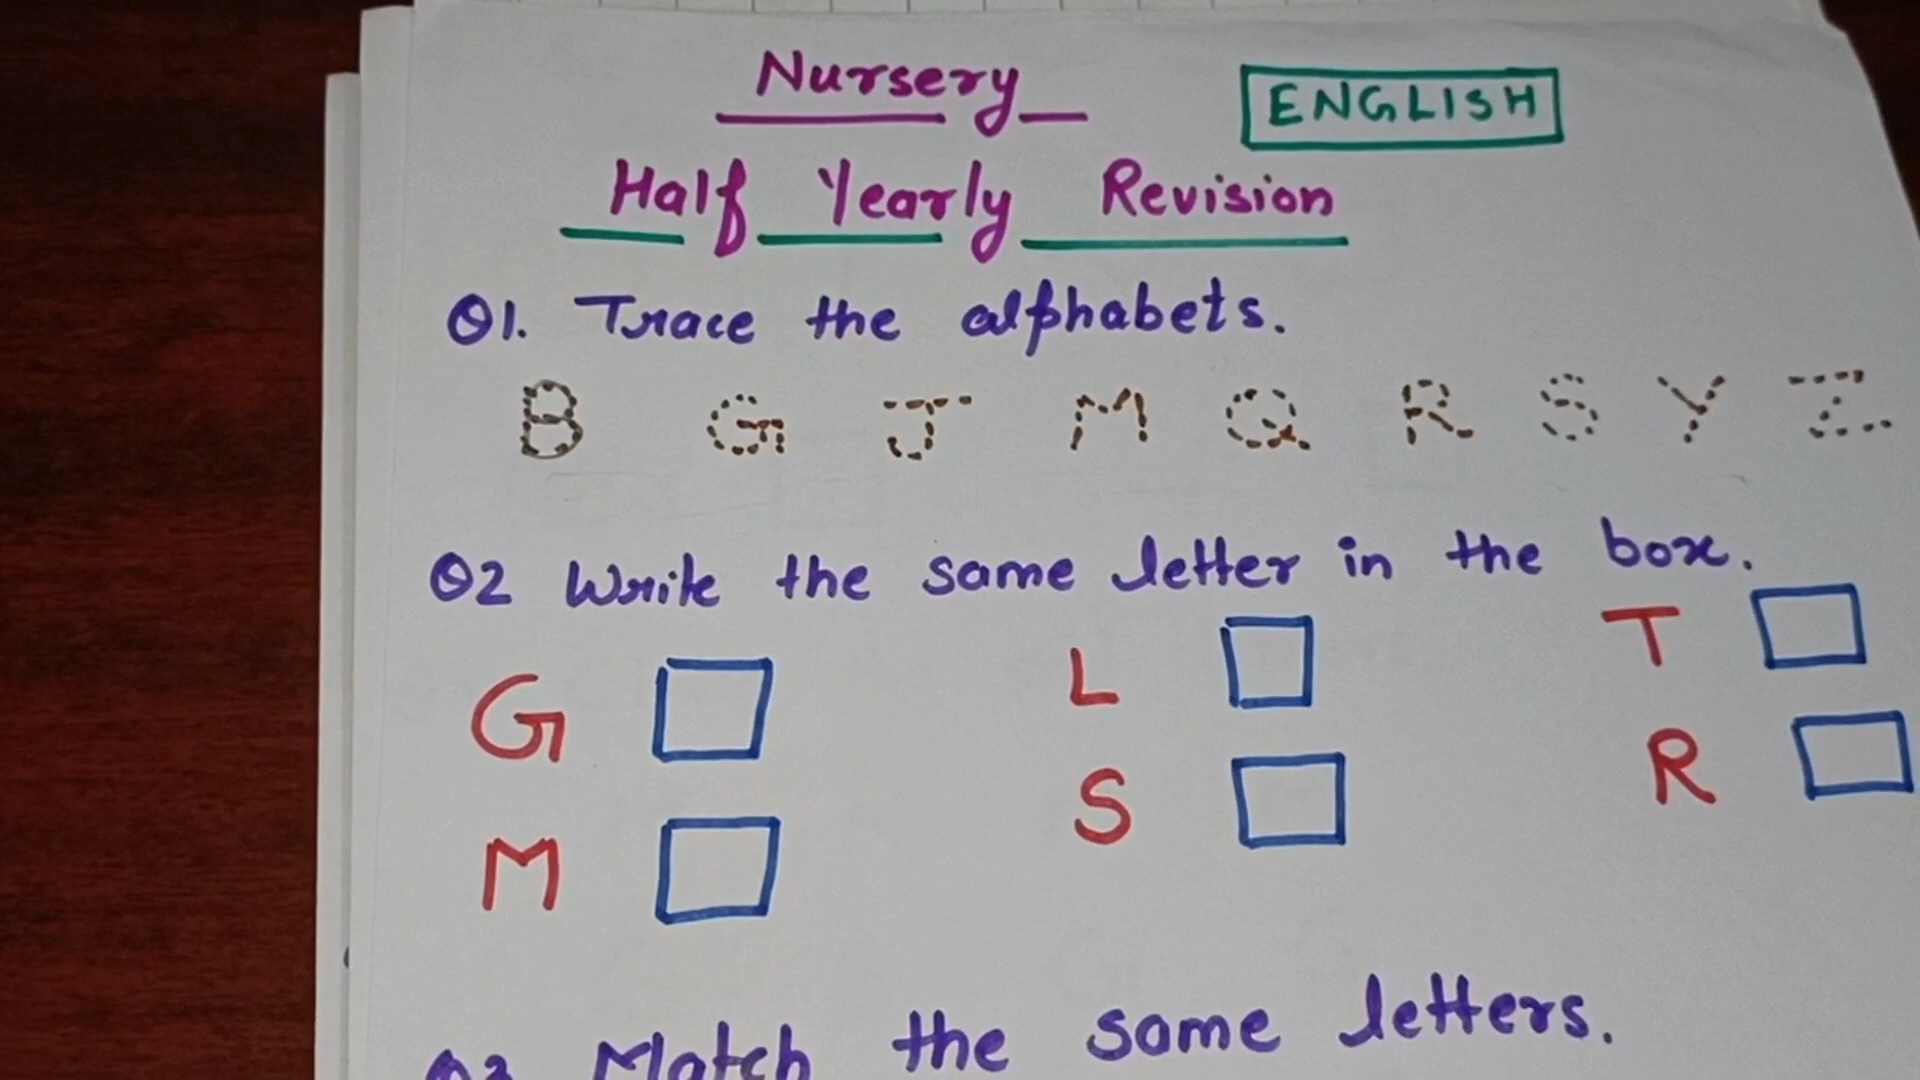 Nursery
ENGLISH
Half Yearly Revision
Q1. Trace the alphabets.
B G J M Q R S Y Z
Q2 Write the same letter in the box.
G L T
M S R
Q3 Match the same letters.